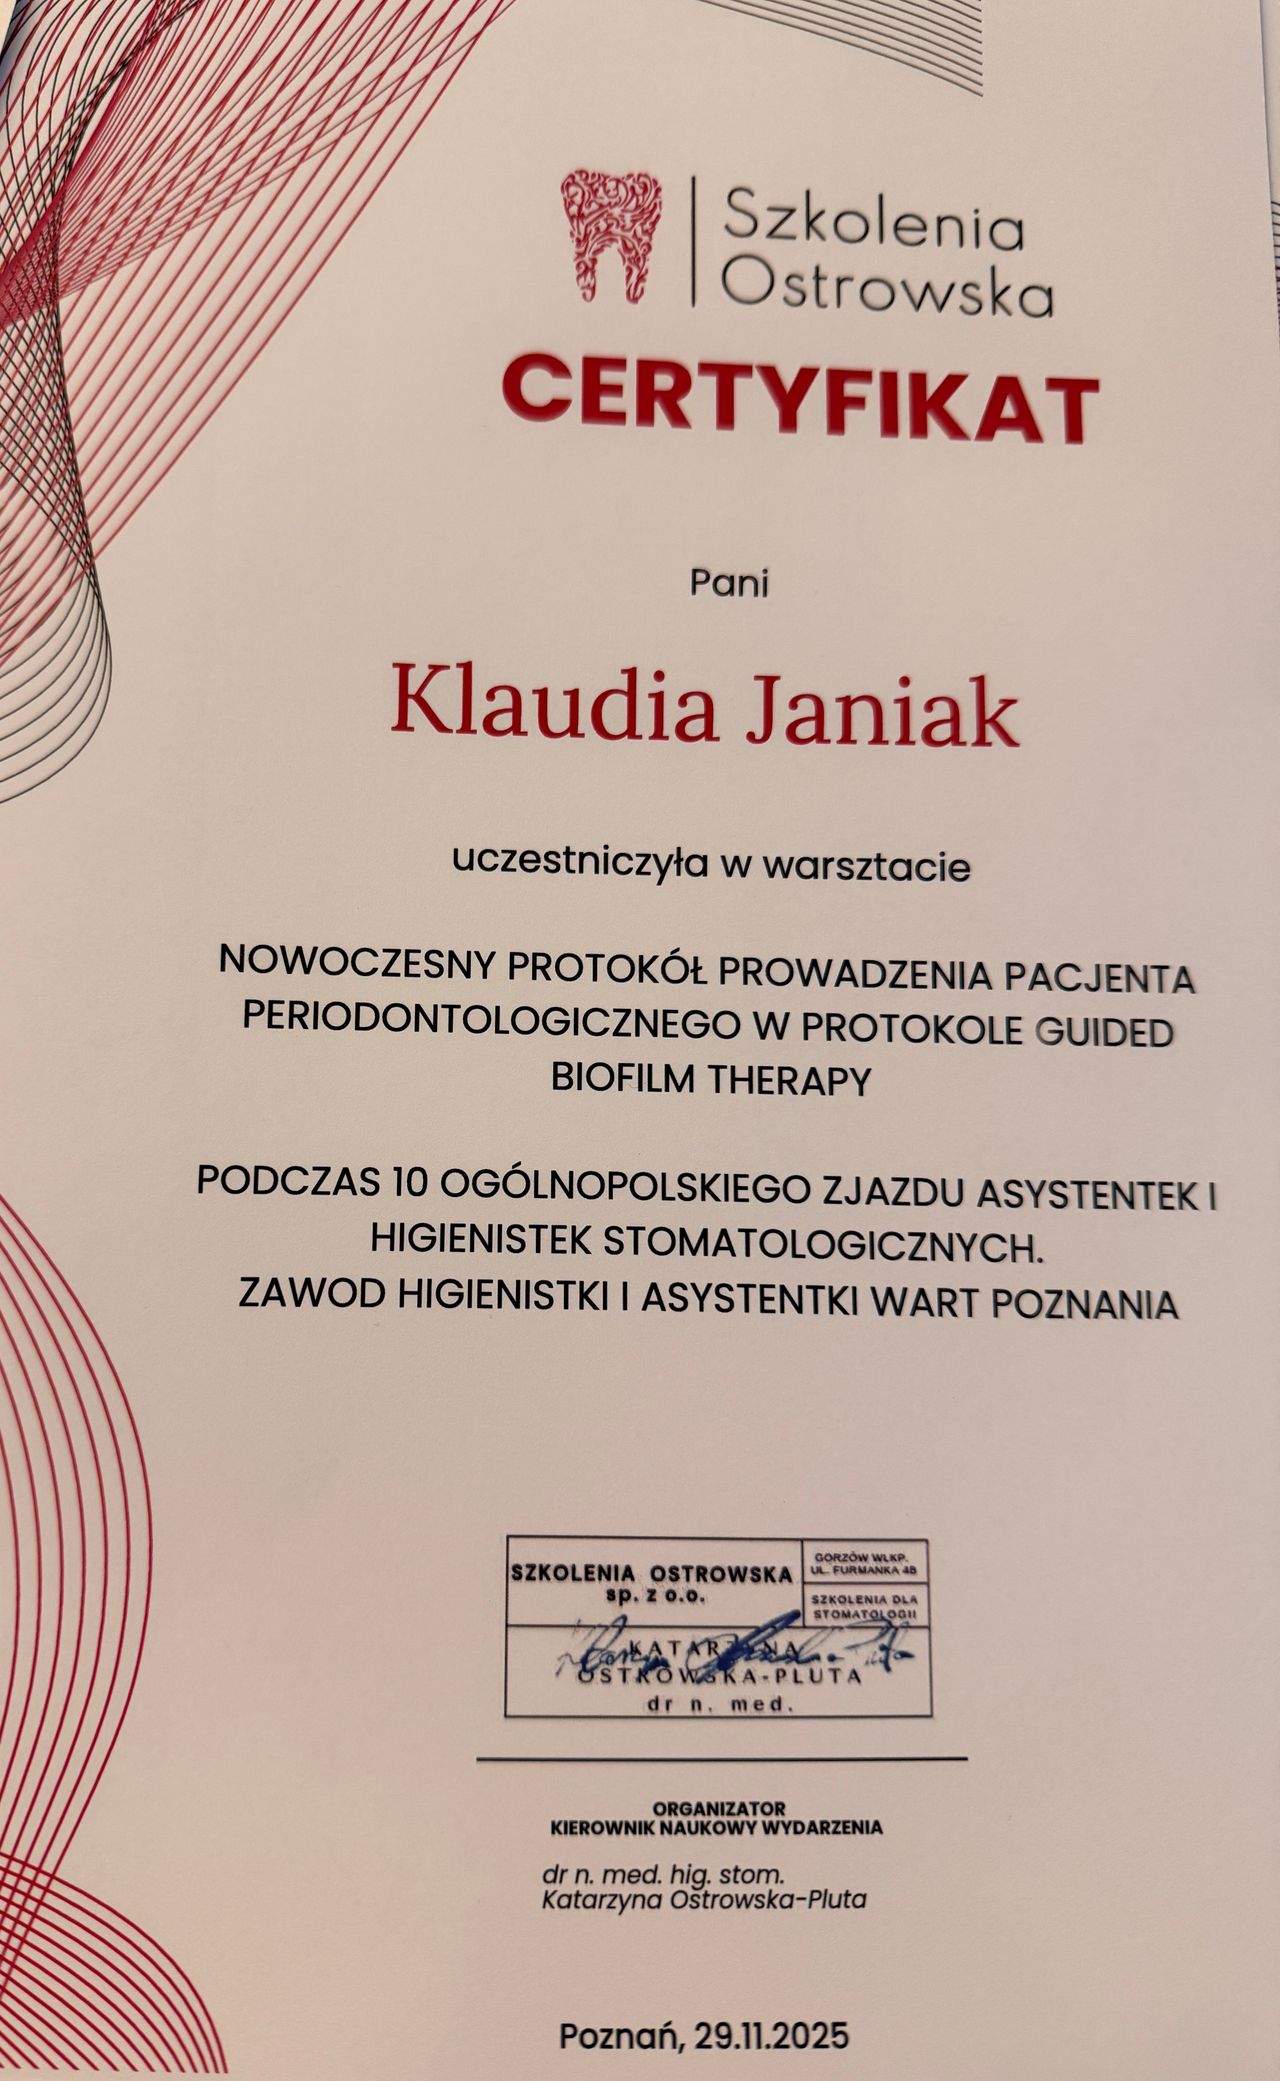 Szkolenia
Ostrowska
CERTYFIKAT
Pani
Klaudia Janiak
uczestniczyła w warsztacie
NOWOCZESNY PROTOKÓŁ PROWADZENIA PACJENTA
PERIODONTOLOGICZNEGO W PROTOKOLE GUIDED
BIOFILM THERAPY
PODCZAS 10 OGÓLNOPOLSKIEGO ZJAZDU ASYSTENTEK I
HIGIENISTEK STOMATOLOGICZNYCH.
ZAWOD HIGIENISTKI I ASYSTENTKI WART POZNANIA
SZKOLENIA OSTROWSKA
sp. z o.o.
GORZÓW WLKP.
UL. FURMANKA 4B
SZKOLENIA DLA
STOMATOLOGII
KATARZYNA
OSTROWSKA-PLUTA
dr n. med.
ORGANIZATOR
KIEROWNIK NAUKOWY WYDARZENIA
dr n. med. hig. stom.
Katarzyna Ostrowska-Pluta
Poznań, 29.11.2025